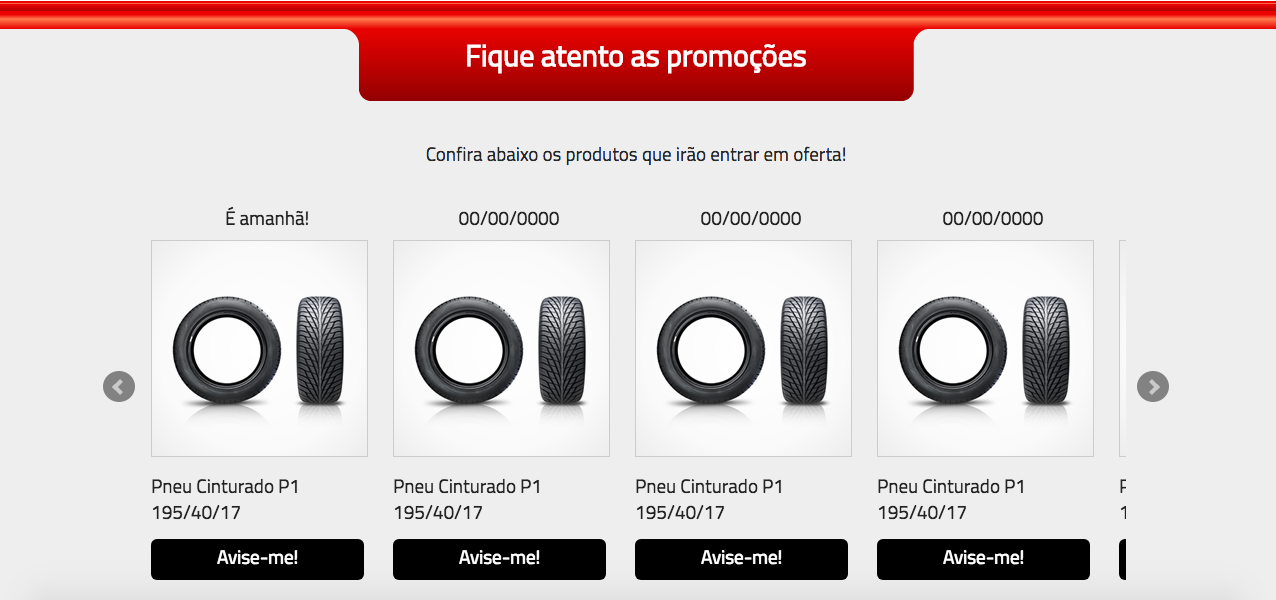 Fique atento as promoções
Confira abaixo os produtos que irão entrar em oferta!
É amanhã!
00/00/0000
00/00/0000
00/00/0000
Pneu Cinturado P1
195/40/17
Pneu Cinturado P1
195/40/17
Pneu Cinturado P1
195/40/17
Pneu Cinturado P1
195/40/17
Avise-me!
Avise-me!
Avise-me!
Avise-me!